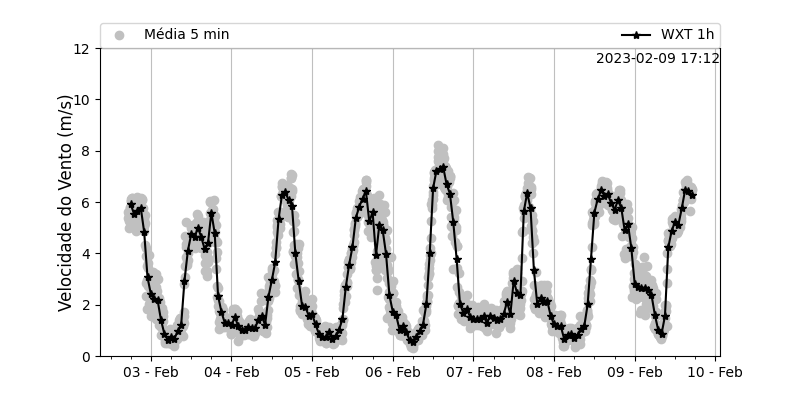 Média 5 min
WXT 1h
2023-02-09 17:12
Velocidade do Vento (m/s)
12
10
8
6
4
2
0
03 - Feb
04 - Feb
05 - Feb
06 - Feb
07 - Feb
08 - Feb
09 - Feb
10 - Feb